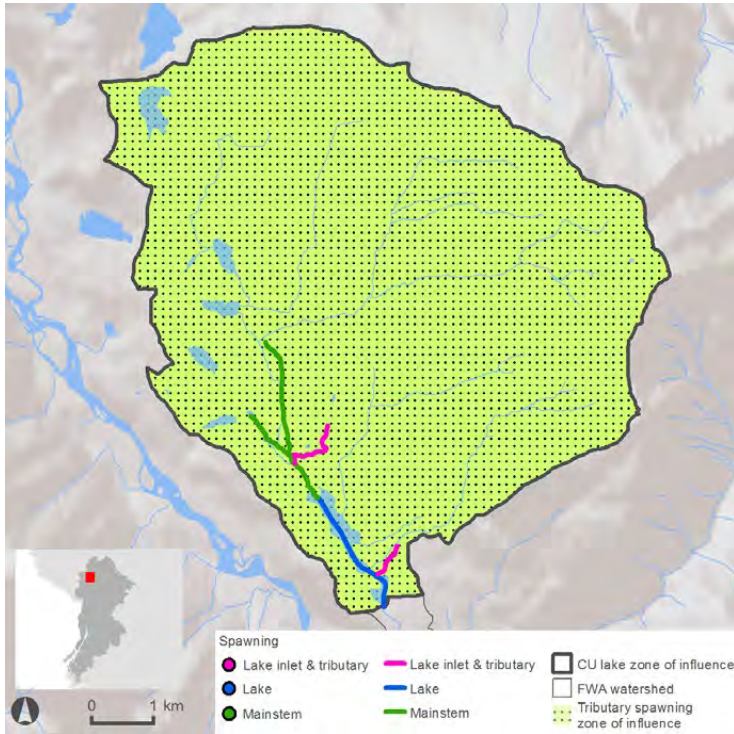 Spawning
Lake inlet & tributary
Lake
Mainstem
Lake inlet & tributary
Lake
Mainstem
CU lake zone of influence
FWA watershed
Tributary spawning
zone of influence
0 1 km